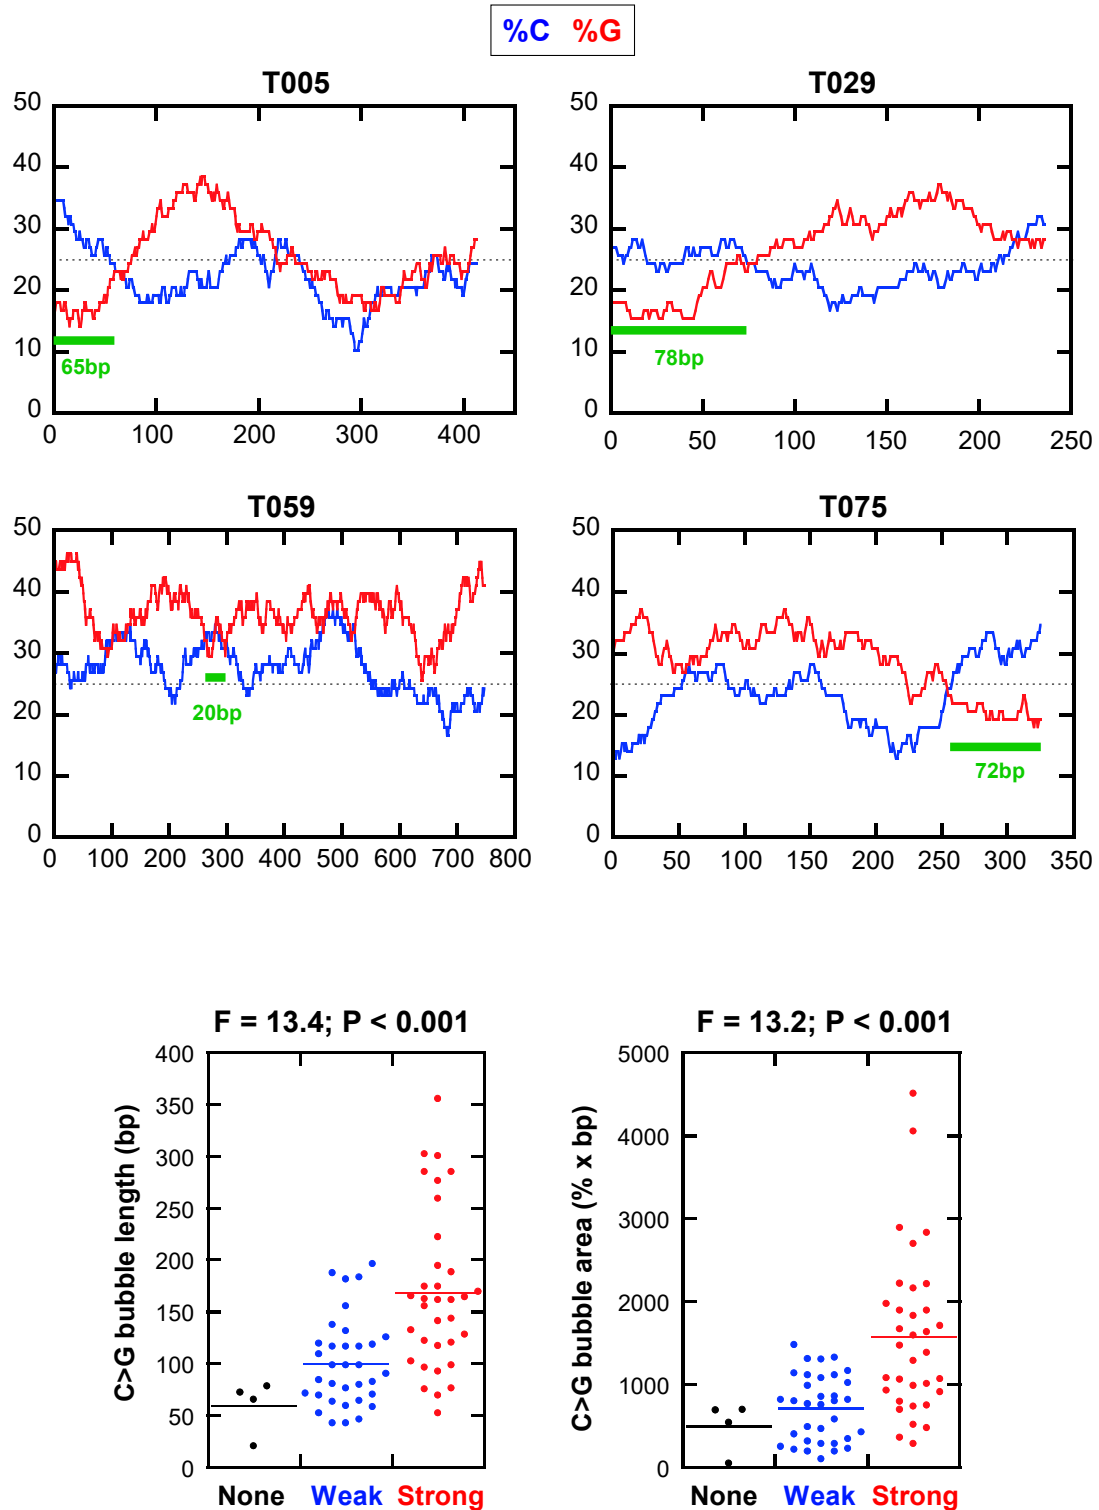 %C %G
T005
T029
50
40
30
20
10
0
65bp
0 100 200 300 400
50
40
30
20
10
0
78bp
0 50 100 150 200 250
T059
T075
50
40
30
20
10
0
20bp
0 100 200 300 400 500 600 700 800
50
40
30
20
10
0
72bp
0 50 100 150 200 250 300 350
F = 13.4; P < 0.001
C>G bubble length (bp)
400
350
300
250
200
150
100
50
0
None Weak Strong
F = 13.2; P < 0.001
C>G bubble area (% x bp)
5000
4000
3000
2000
1000
0
None Weak Strong